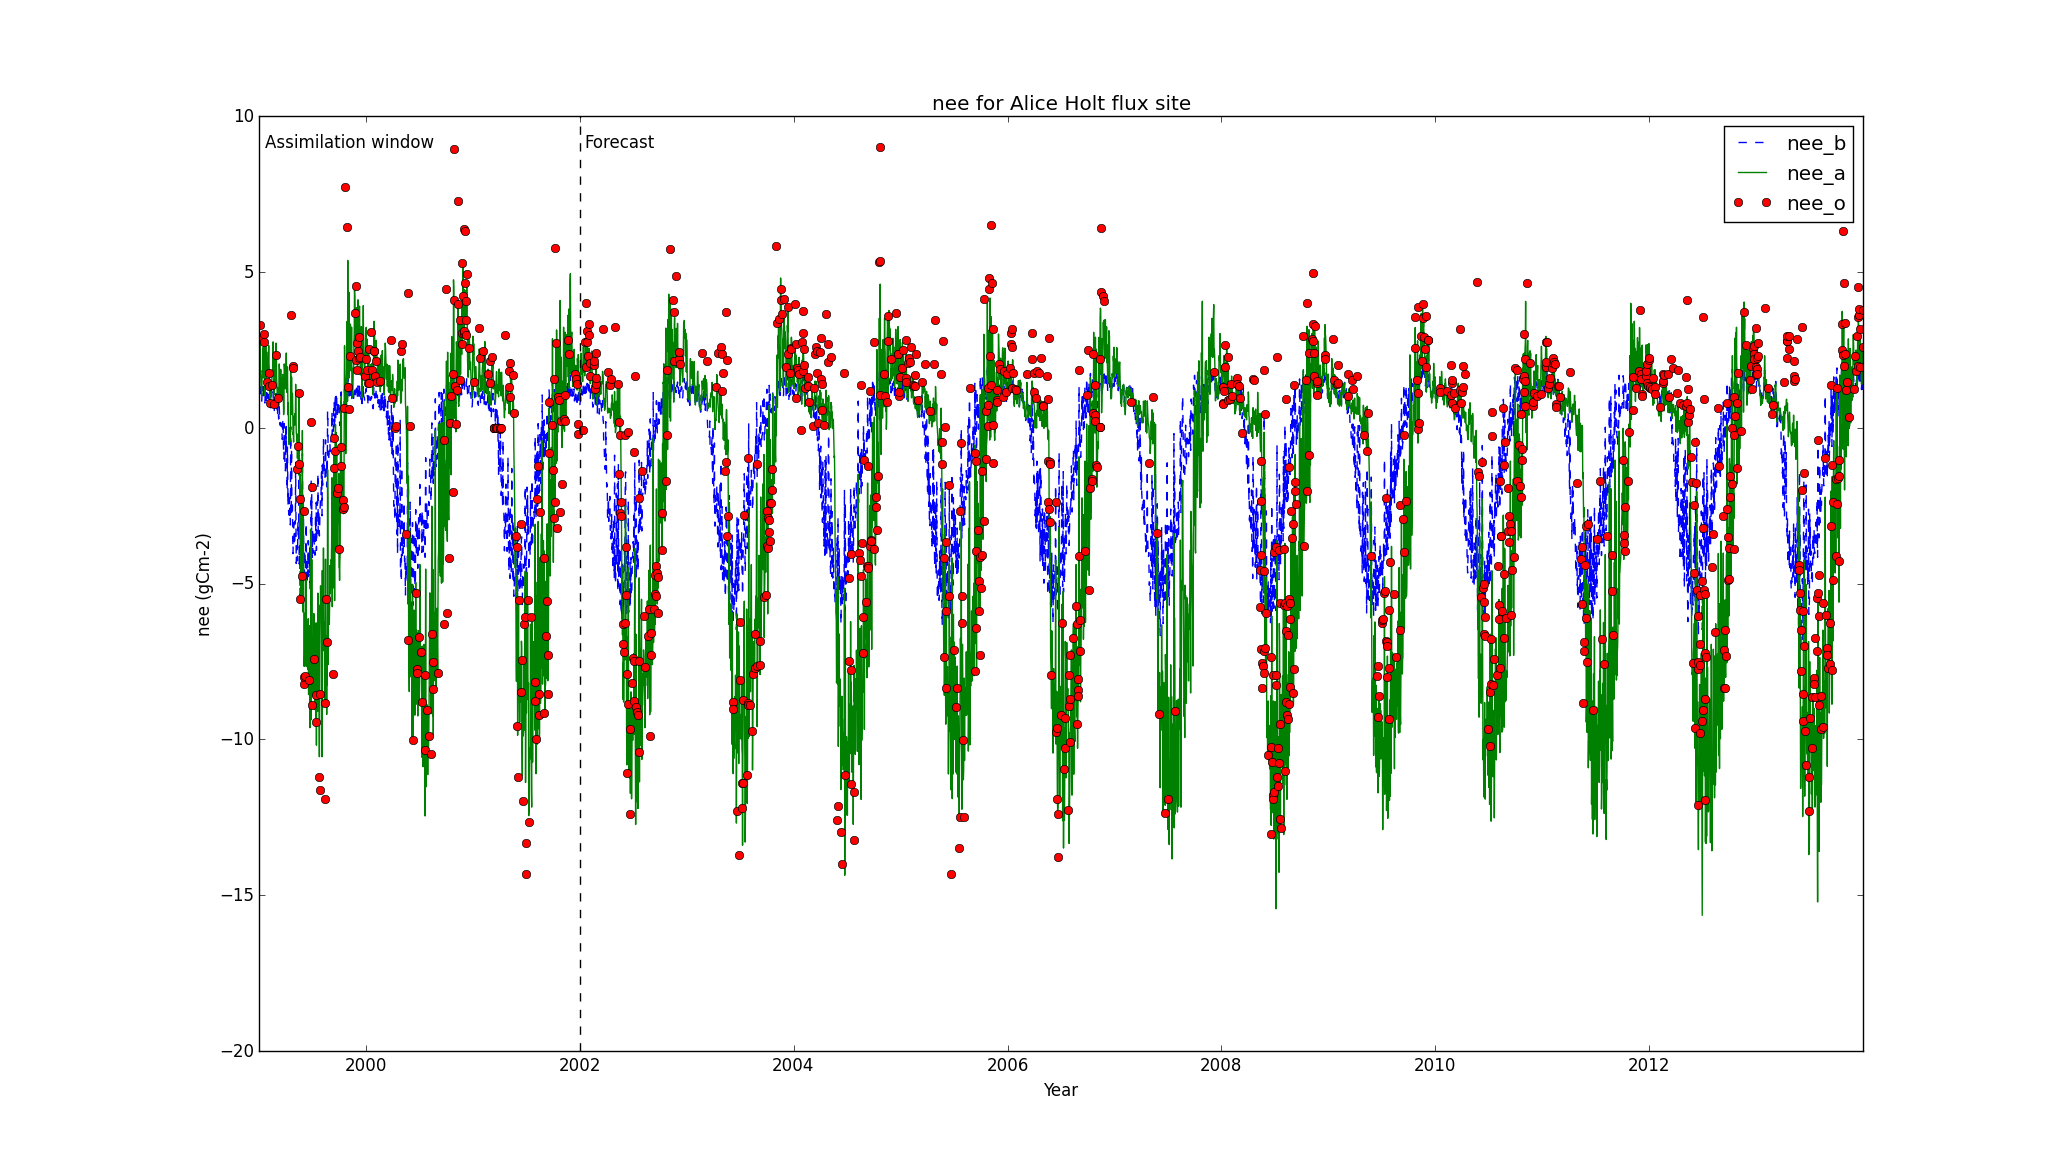 nee for Alice Holt flux site
10
5
0
−5
−10
−15
−20
nee (gCm-2)
Assimilation window
Forecast
nee_b
nee_a
nee_o
2000
2002
2004
2006
2008
2010
2012
Year